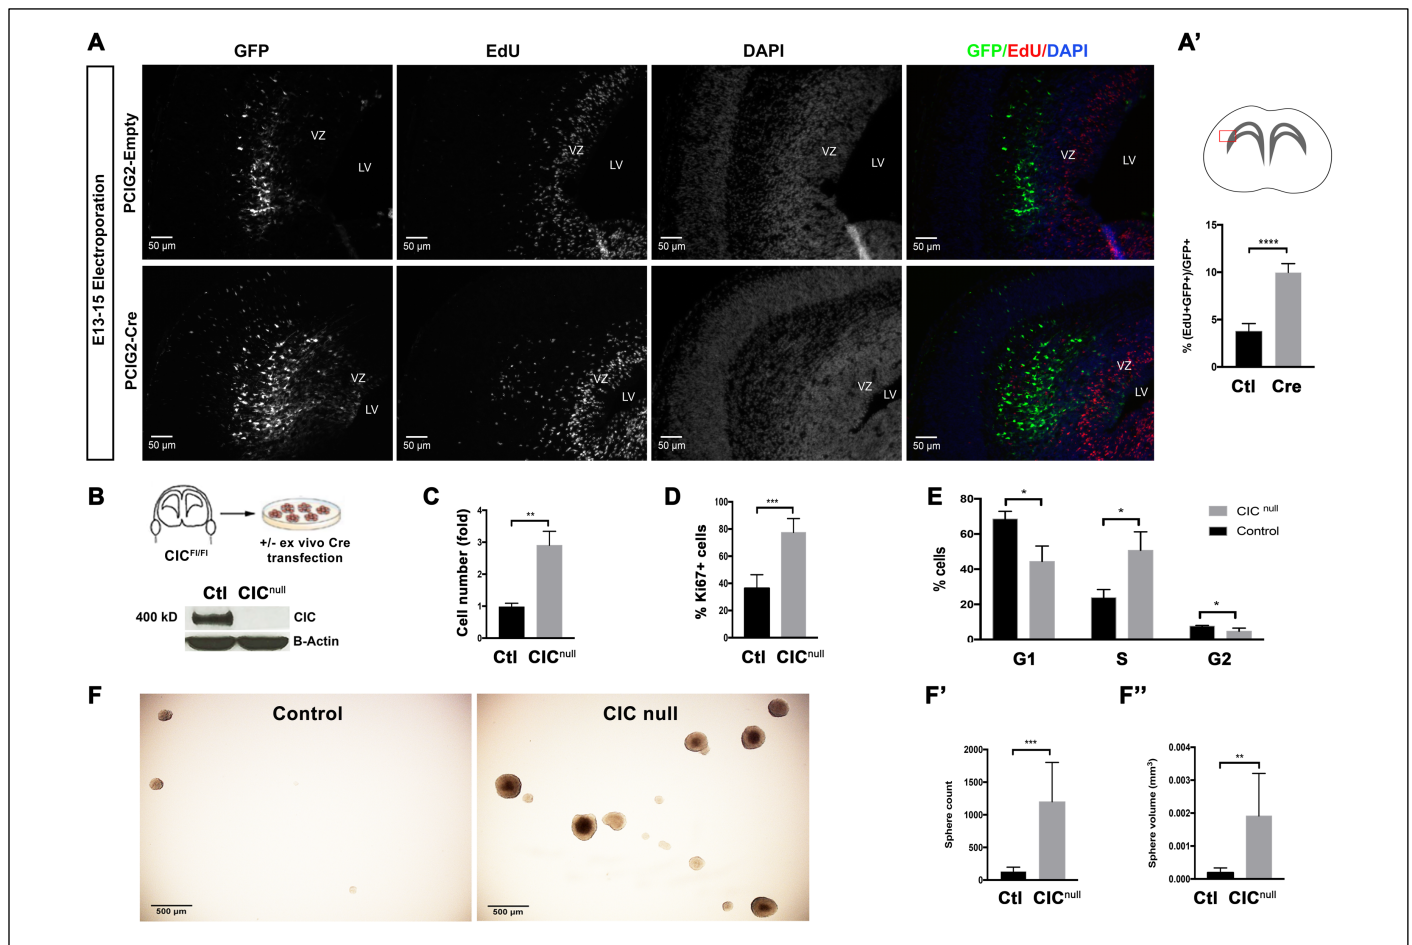 A
GFP
EdU
DAPI
GFP/EdU/DAPI
A'
E13-15 Electroporation
PCIG2-Empty
VZ
LV
50 µm
VZ
LV
50 µm
VZ
LV
50 µm
VZ
LV
50 µm
PCIG2-Cre
VZ
LV
50 µm
VZ
LV
50 µm
VZ
LV
50 µm
VZ
LV
50 µm
% (EdU+GFP+)/GFP+
15
10
5
0
****
Ctl Cre
B
CIC^Fl/Fl
+/- ex vivo Cre
transfection
Ctl CIC^null
400 kD
CIC
B-Actin
C
Cell number (fold)
4
3
2
1
0
**
Ctl CIC^null
D
% Ki67+ cells
100
80
60
40
20
0
***
Ctl CIC^null
E
% cells
80
60
40
20
0
*
*
*
G1 S G2
CIC null
Control
F
Control
500 µm
CIC null
500 µm
F'
Sphere count
2000
1500
1000
500
0
***
Ctl CIC^null
F''
Sphere volume (mm³)
0.004
0.003
0.002
0.001
0.000
**
Ctl CIC^null